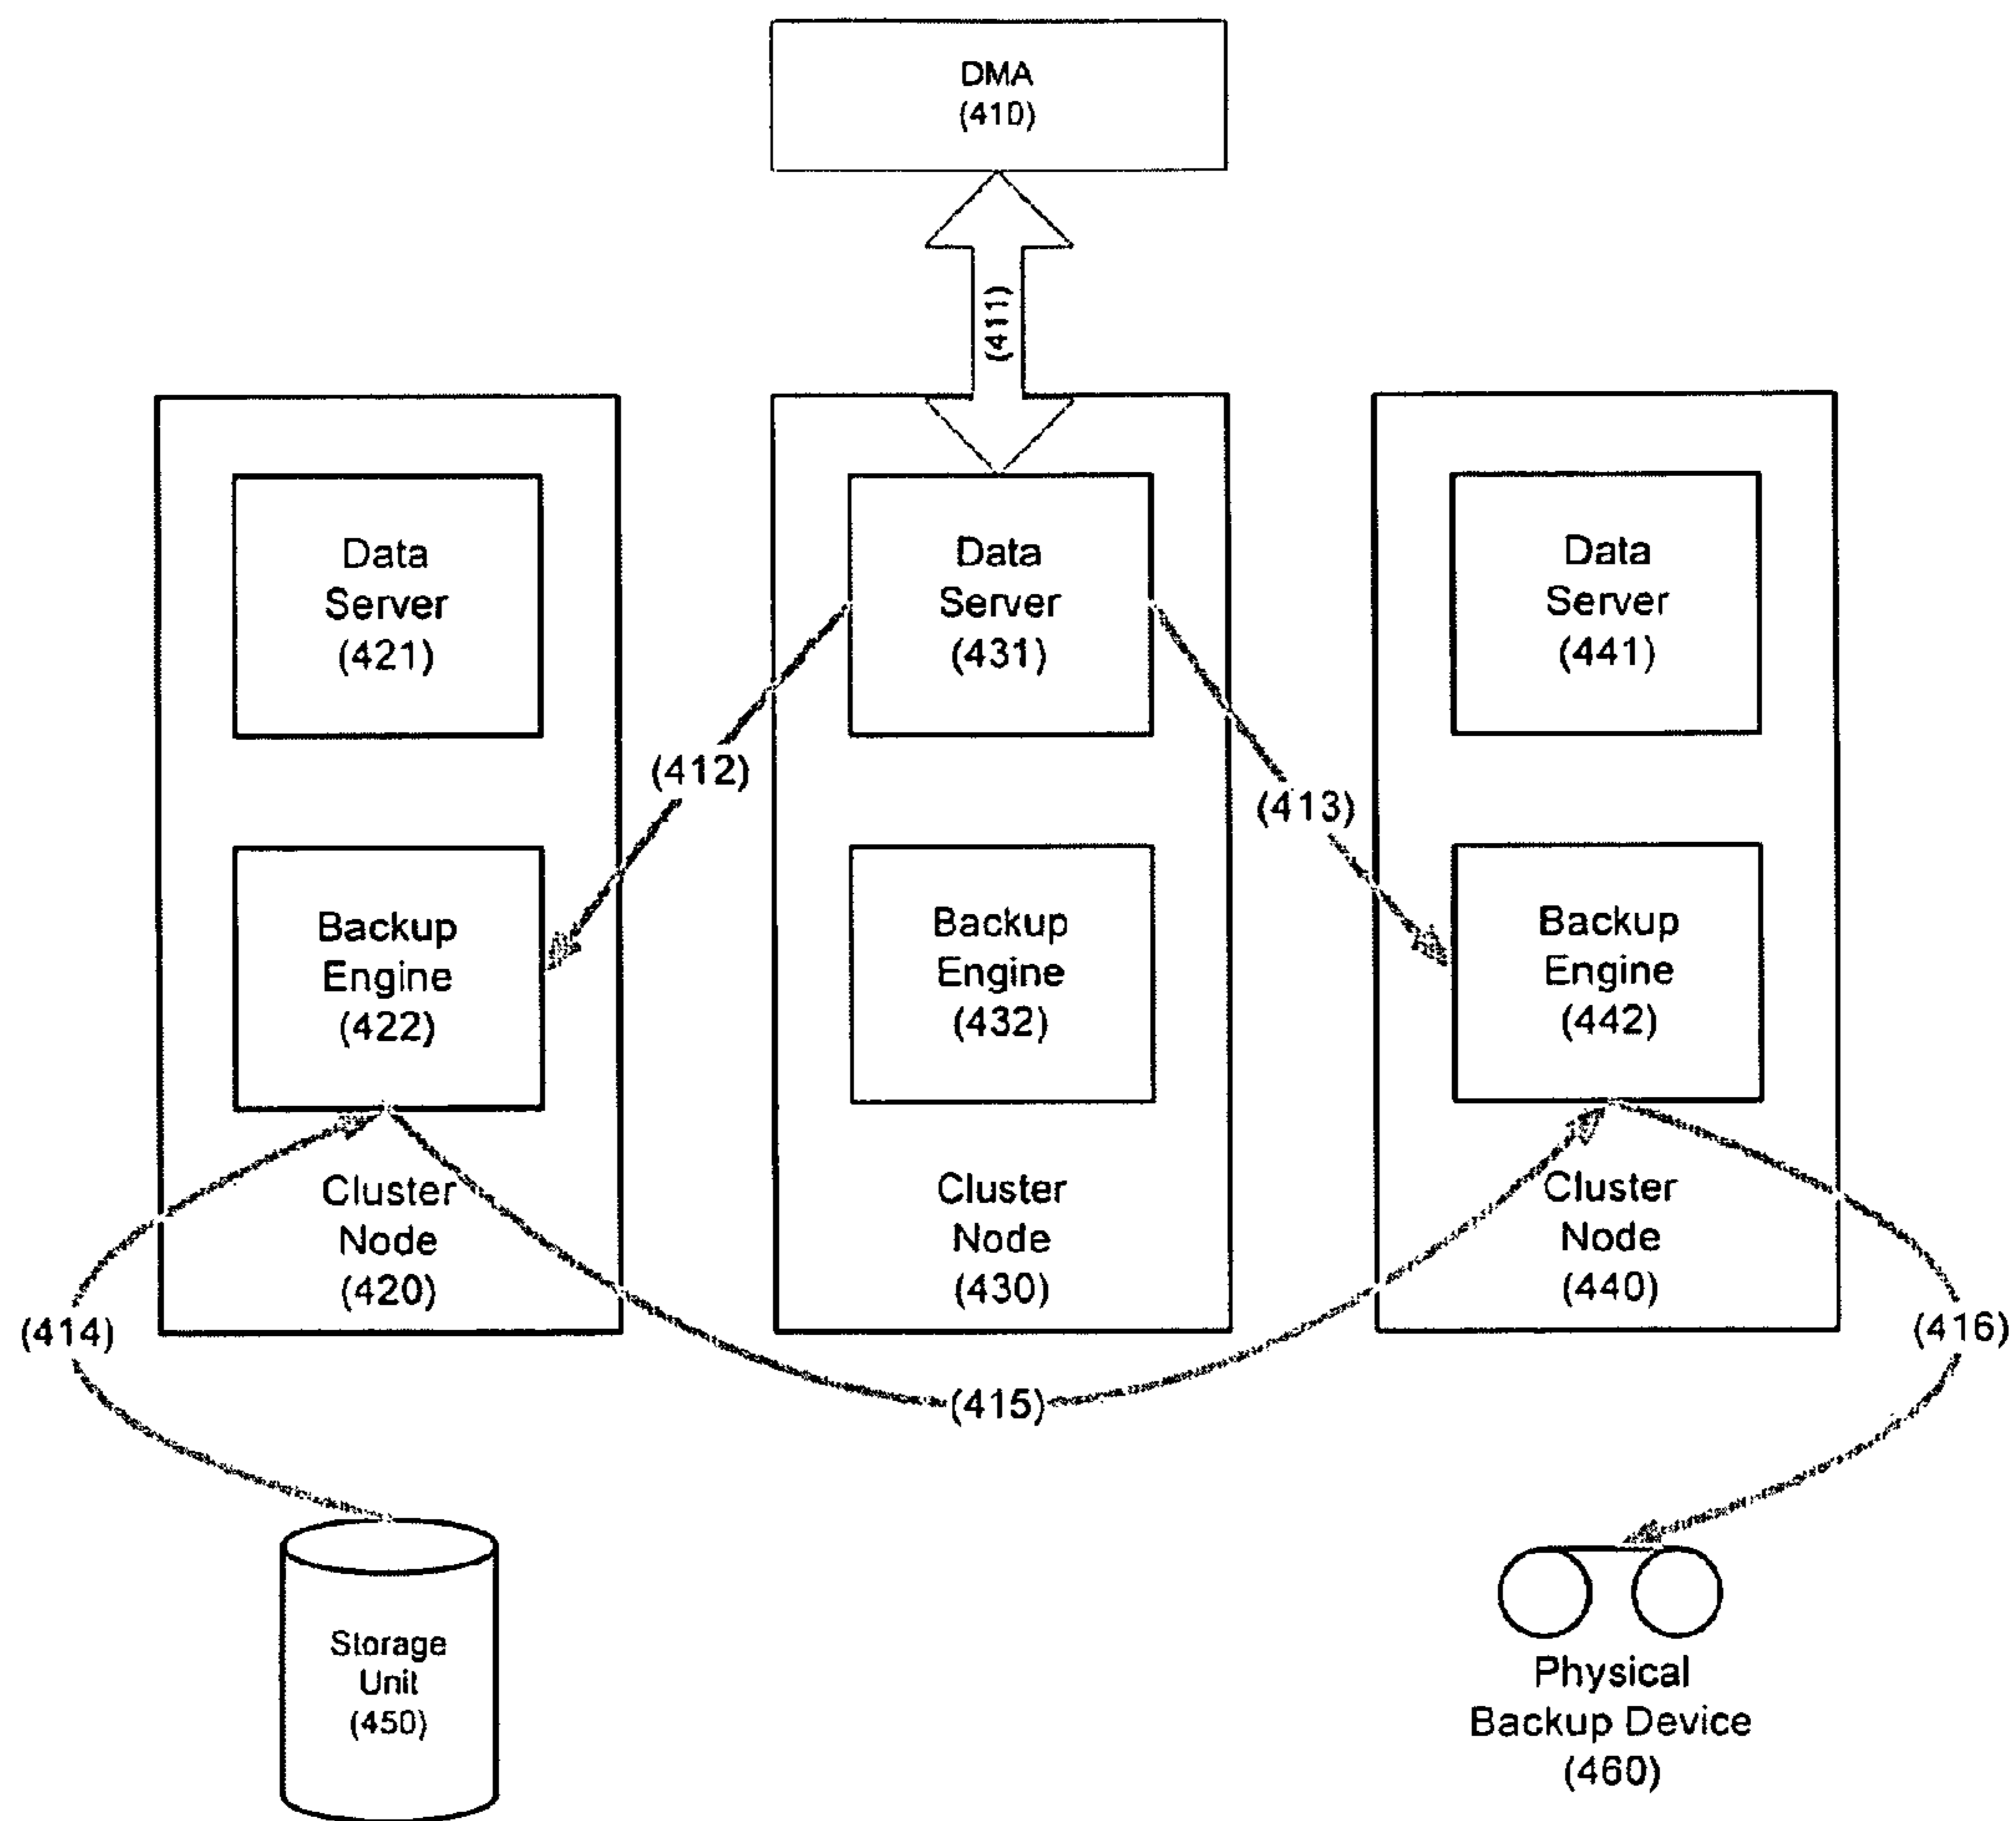 DMA
(410)
(411)
Data
Server
(421)
Data
Server
(431)
Data
Server
(441)
(412)
(413)
Backup
Engine
(422)
Backup
Engine
(432)
Backup
Engine
(442)
Cluster
Node
(420)
Cluster
Node
(430)
Cluster
Node
(440)
(414)
(415)
(416)
Storage
Unit
(450)
Physical
Backup Device
(460)